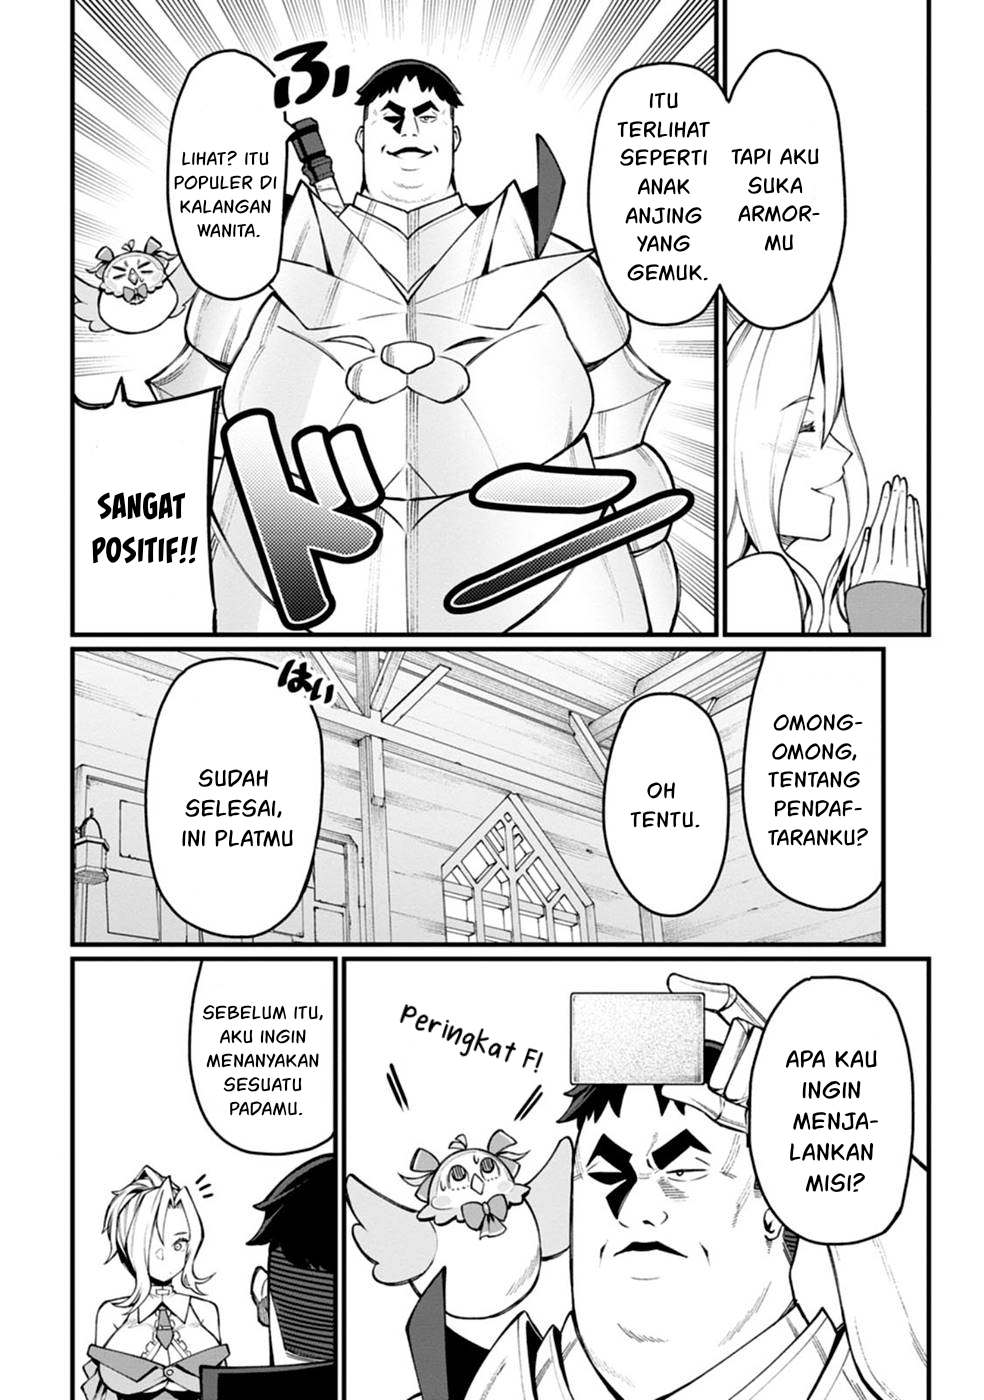 TAPI AKU
SUKA
ARMOR-
MU
ITU
TERLIHAT
SEPERTI
ANAK
ANJING
YANG
GEMUK.
ふ
LIHAT? ITU
POPULER DI
KALANGAN
WANITA.
ドン
SANGAT
POSITIF!!
OMONG-
OMONG,
TENTANG
PENDAF-
TARANKU?
OH
TENTU.
はい
SUDAH
SELESAI,
INI PLATMU
APA KAU
INGIN
MENJA-
LANKAN
MISI?
Peringkat F!
SEBELUM ITU,
AKU INGIN
MENANYAKAN
SESUATU
PADAMU.